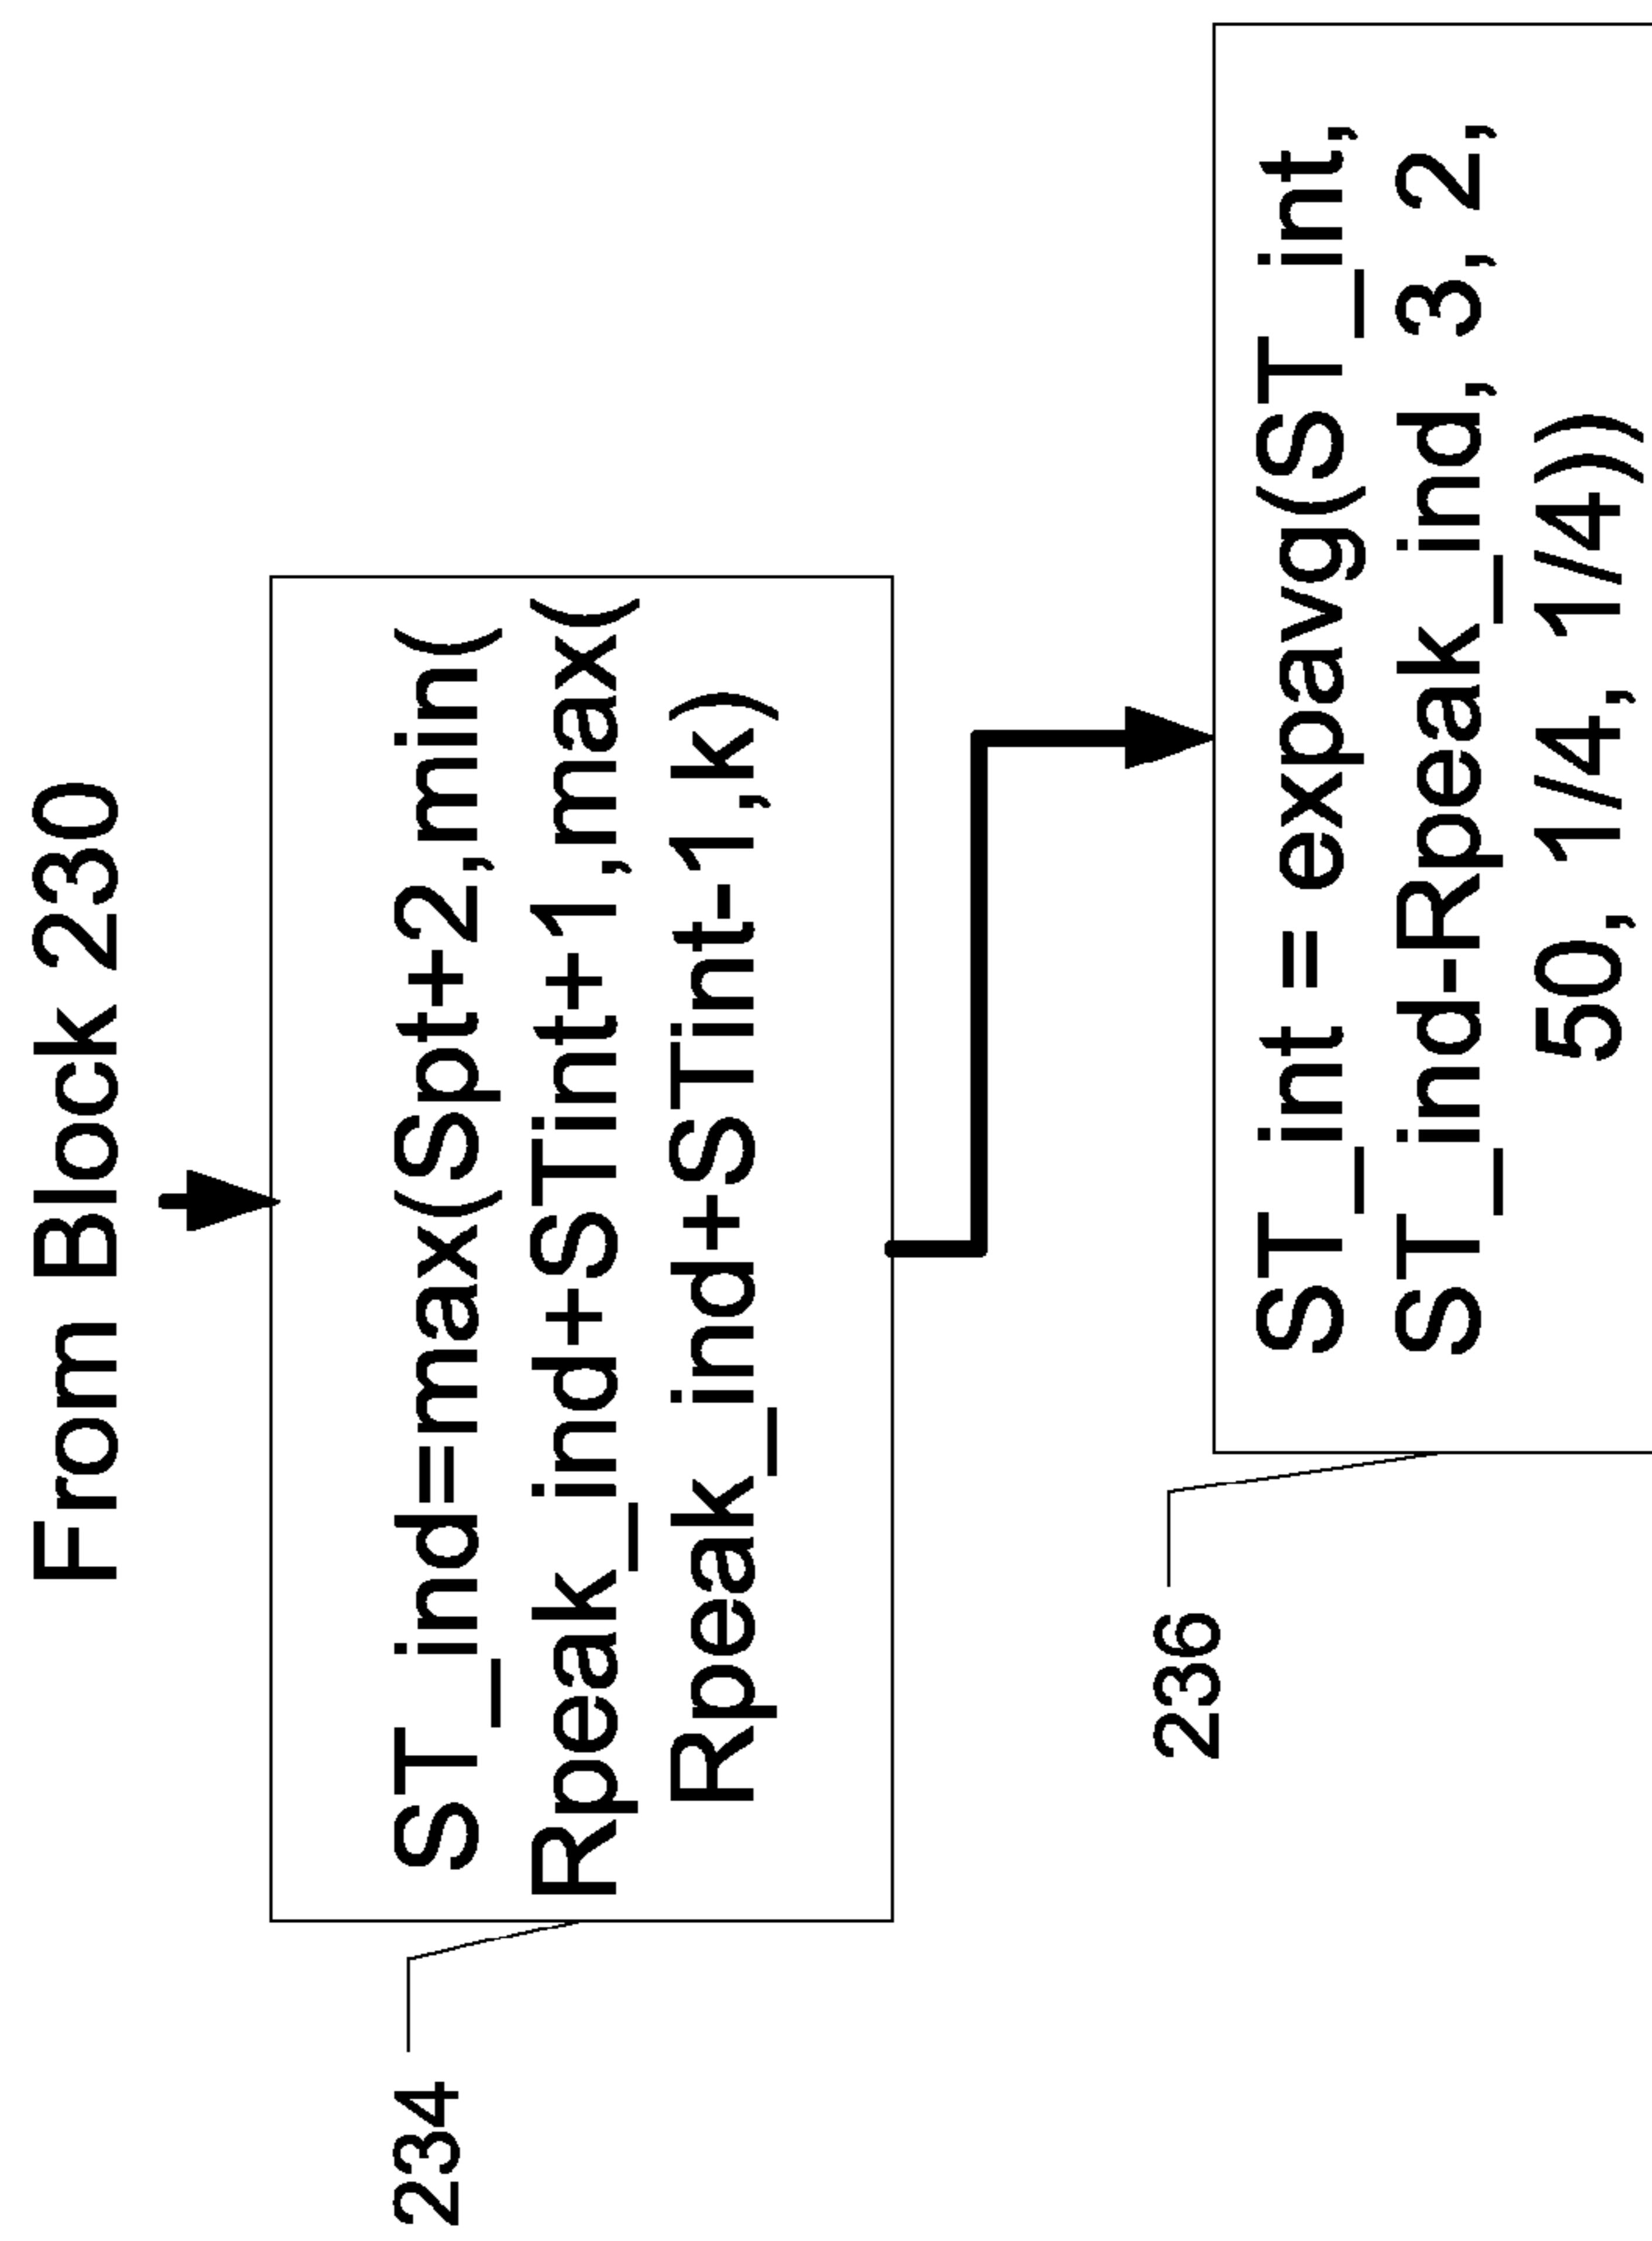 From Block 230
234
ST_ind=max(Spt+2,min(
Rpeak_ind+STint+1,max(
Rpeak_ind+STint-1,k)
236
ST_int = expavg(ST_int,
ST_ind-Rpeak_ind, 3, 2,
50, 1/4, 1/4))